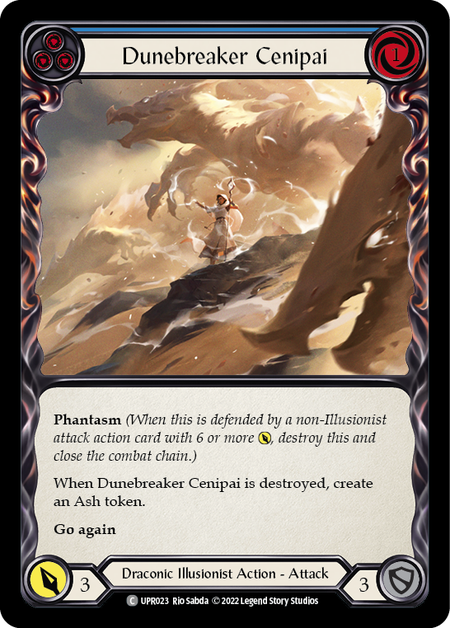 Dunebreaker Cenipai
1
Phantasm (When this is defended by a non-Illusionist
attack action card with 6 or more , destroy this and
close the combat chain.)
When Dunebreaker Cenipai is destroyed, create
an Ash token.
Go again
3
Draconic Illusionist Action - Attack
3
C UPR023 Rio Sabda © 2022 Legend Story Studios